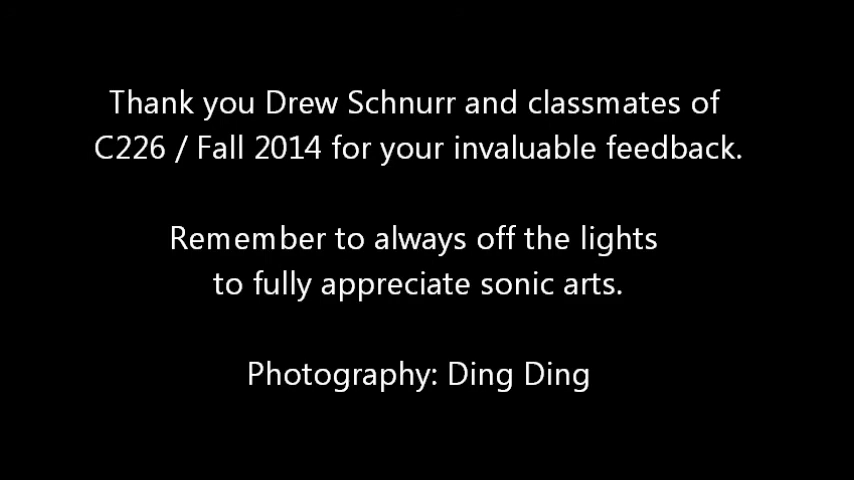 Thank you Drew Schnurr and classmates of
C226 / Fall 2014 for your invaluable feedback.
Remember to always off the lights
to fully appreciate sonic arts.
Photography: Ding Ding